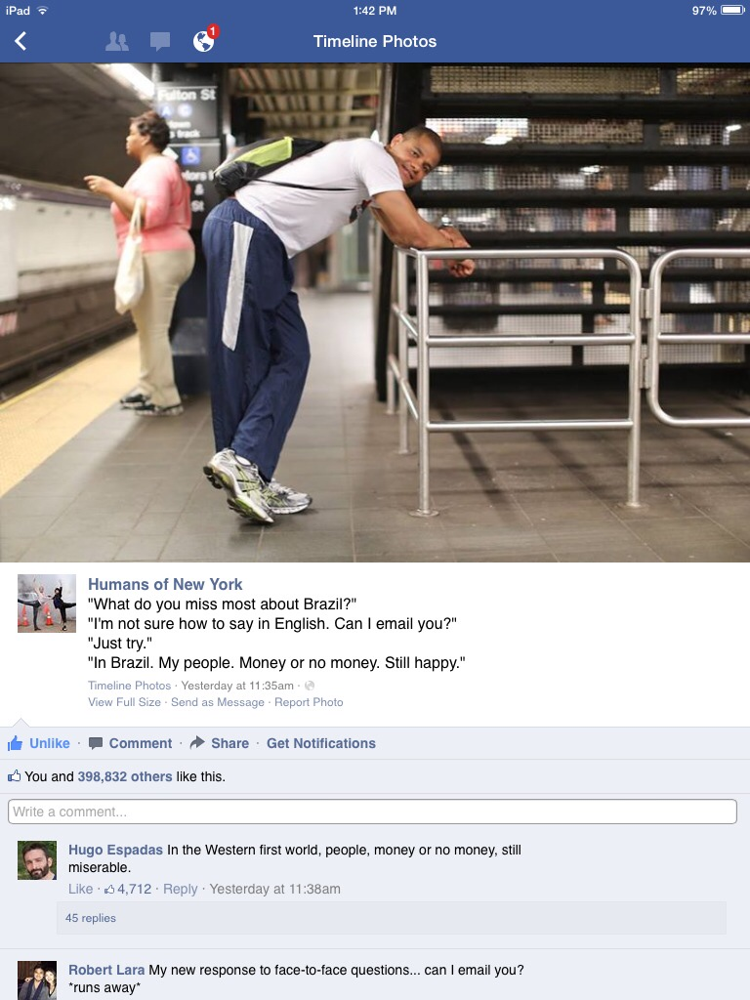 iPad
1:42 PM
97%
1
Timeline Photos
Fulton St
A C
& 
St
Humans of New York
"What do you miss most about Brazil?"
"I'm not sure how to say in English. Can I email you?"
"Just try."
"In Brazil. My people. Money or no money. Still happy."
Timeline Photos · Yesterday at 11:35am ·
View Full Size · Send as Message · Report Photo
Unlike · Comment · Share · Get Notifications
You and 398,832 others like this.
Write a comment...
Hugo Espadas In the Western first world, people, money or no money, still
miserable.
Like · 4,712 · Reply · Yesterday at 11:38am
45 replies
Robert Lara My new response to face-to-face questions... can I email you?
*runs away*